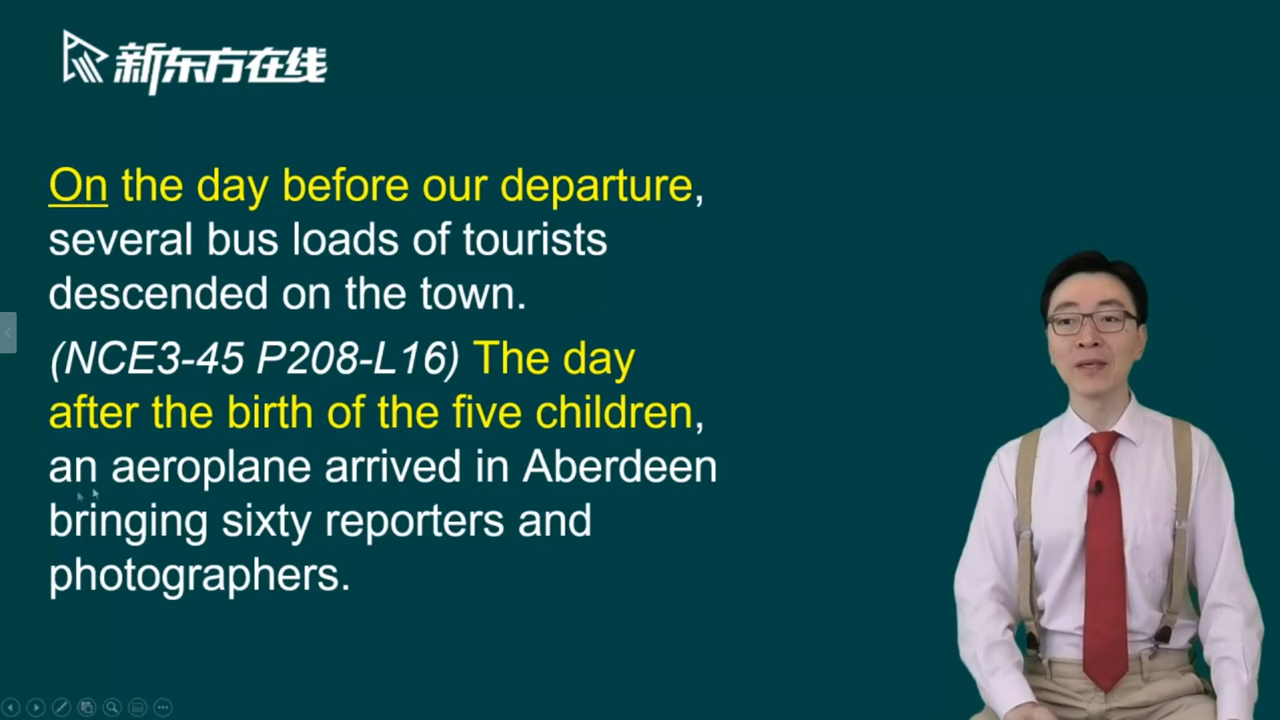 新东方在线
On the day before our departure,
several bus loads of tourists
descended on the town.
(NCE3-45 P208-L16) The day
after the birth of the five children,
an aeroplane arrived in Aberdeen
bringing sixty reporters and
photographers.